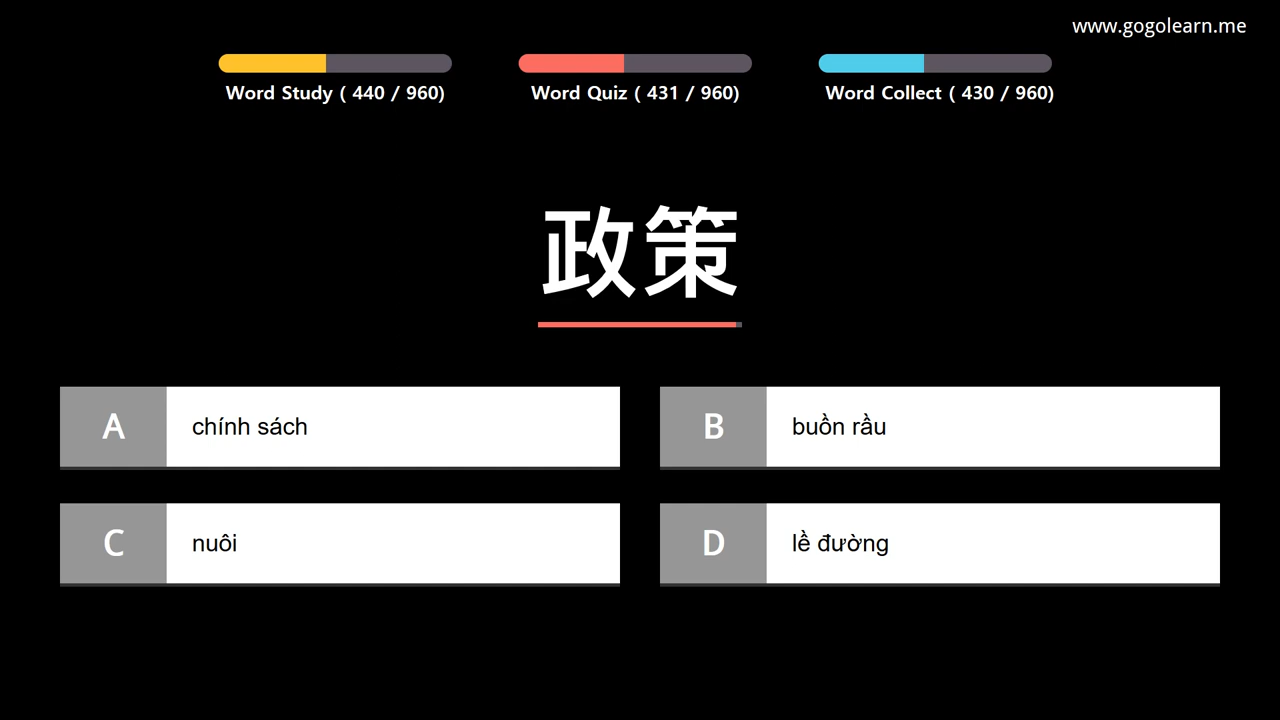 www.gogolearn.me
Word Study ( 440 / 960)
Word Quiz ( 431 / 960)
Word Collect ( 430 / 960)
政策
A chính sách
B buồn rầu
C nuôi
D lề đường